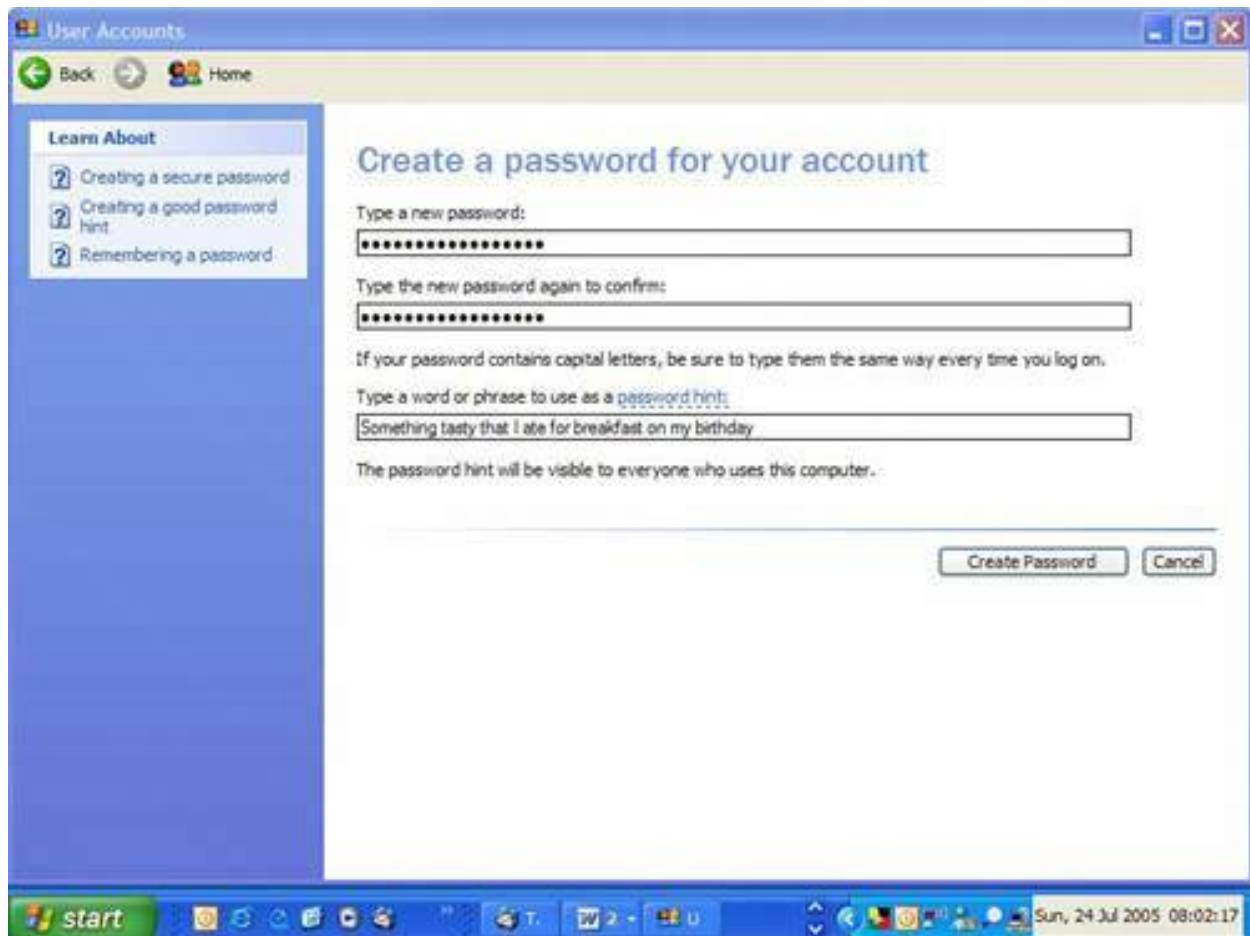 User Accounts
Back
Home
Learn About
Creating a secure password
Creating a good password
hint
Remembering a password
Create a password for your account
Type a new password:
•••••••••••••••••
Type the new password again to confirm:
•••••••••••••••••
If your password contains capital letters, be sure to type them the same way every time you log on.
Type a word or phrase to use as a password hint:
Something tasty that I ate for breakfast on my birthday
The password hint will be visible to everyone who uses this computer.
Create Password
Cancel
start
T.
2 -
U
Sun, 24 Jul 2005 08:02:17